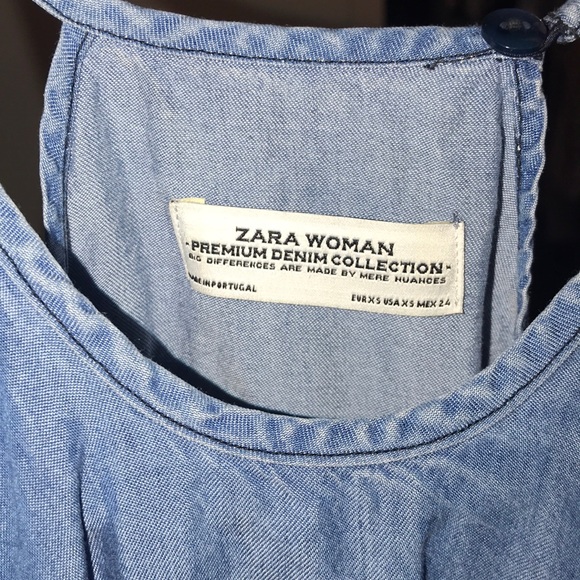 ZARA WOMAN
-PREMIUM DENIM COLLECTION-
BIG DIFFERENCES ARE MADE BY MERE NUANCES
MADE IN PORTUGAL
EUR XS USA XS MEX 24